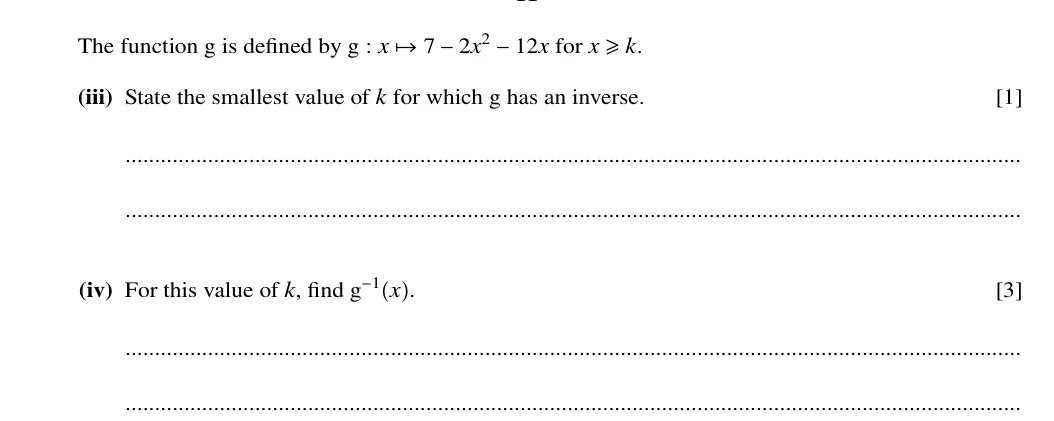 The function g is defined by g : x ↦ 7 − 2x² − 12x for x ⩾ k.
(iii) State the smallest value of k for which g has an inverse. [1]
(iv) For this value of k, find g⁻¹(x). [3]